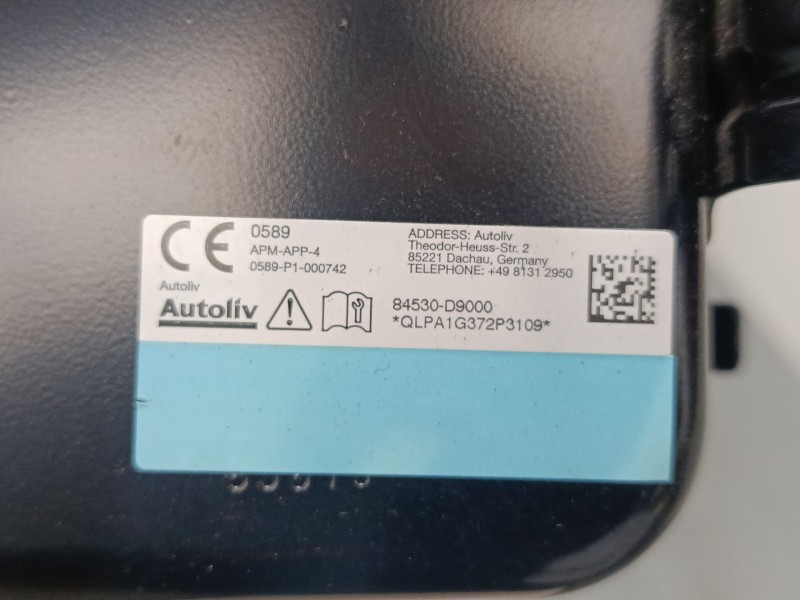 CE 0589
APM-APP-4
0589-P1-000742
ADDRESS: Autoliv
Theodor-Heuss-Str. 2
85221 Dachau, Germany
TELEPHONE: +49 8131 2950
Autoliv
Autoliv
84530-D9000
*QLPA1G372P3109*